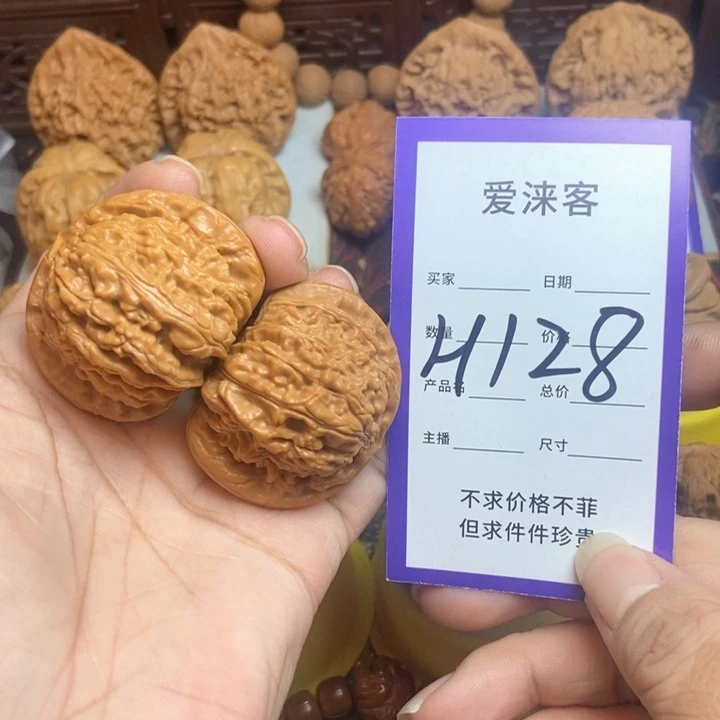 爱涞客
买家 日期
数量 价格
H128
产品名 总价
主播 尺寸
不求价格不菲
但求件件珍贵